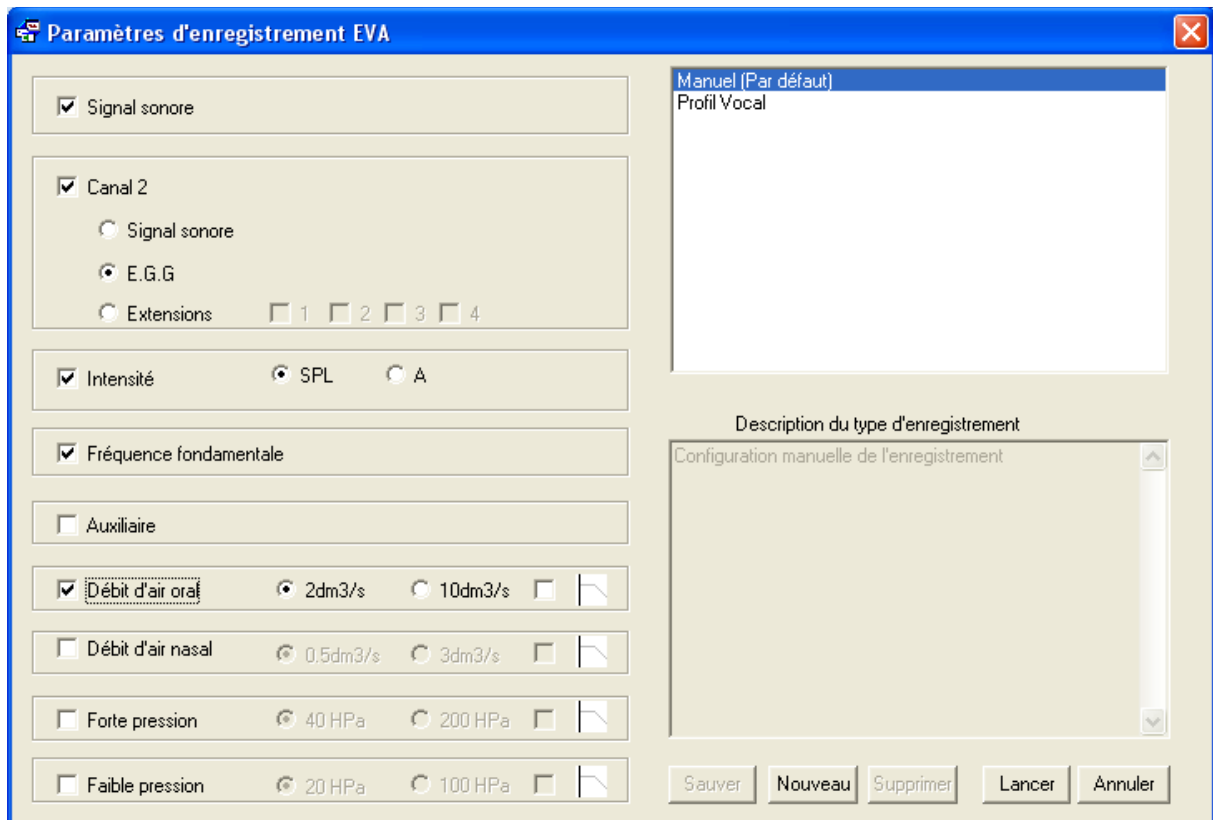 Paramètres d'enregistrement EVA
Signal sonore
Canal 2
Signal sonore
E.G.G
Extensions 1 2 3 4
Intensité SPL A
Fréquence fondamentale
Auxiliaire
Débit d'air oral 2dm3/s 10dm3/s
Débit d'air nasal 0.5dm3/s 3dm3/s
Forte pression 40 HPa 200 HPa
Faible pression 20 HPa 100 HPa
Manuel (Par défaut)
Profil Vocal
Description du type d'enregistrement
Configuration manuelle de l'enregistrement
Sauver Nouveau Supprimer Lancer Annuler